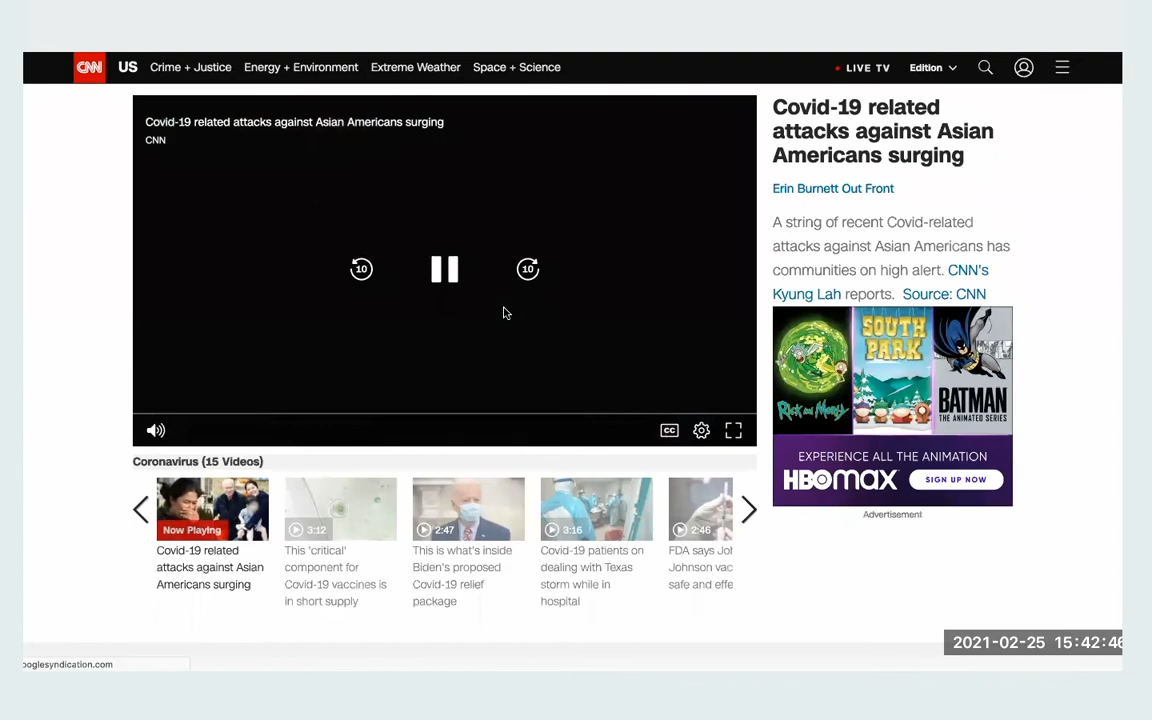 CNN US Crime + Justice Energy + Environment Extreme Weather Space + Science LIVE TV Edition
Covid-19 related attacks against Asian Americans surging
CNN
10 10
CC
Covid-19 related
attacks against Asian
Americans surging
Erin Burnett Out Front
A string of recent Covid-related
attacks against Asian Americans has
communities on high alert. CNN's
Kyung Lah reports. Source: CNN
Rick and Morty
SOUTH
PARK
BATMAN
THE ANIMATED SERIES
EXPERIENCE ALL THE ANIMATION
HBOMAX SIGN UP NOW
Advertisement
Coronavirus (15 Videos)
Now Playing
Covid-19 related
attacks against Asian
Americans surging
3:12
This 'critical'
component for
Covid-19 vaccines is
in short supply
2:47
This is what's inside
Biden's proposed
Covid-19 relief
package
3:16
Covid-19 patients on
dealing with Texas
storm while in
hospital
2:46
FDA says Joh
Johnson vac
safe and effe
2021-02-25 15:42:46
ooglesyndication.com